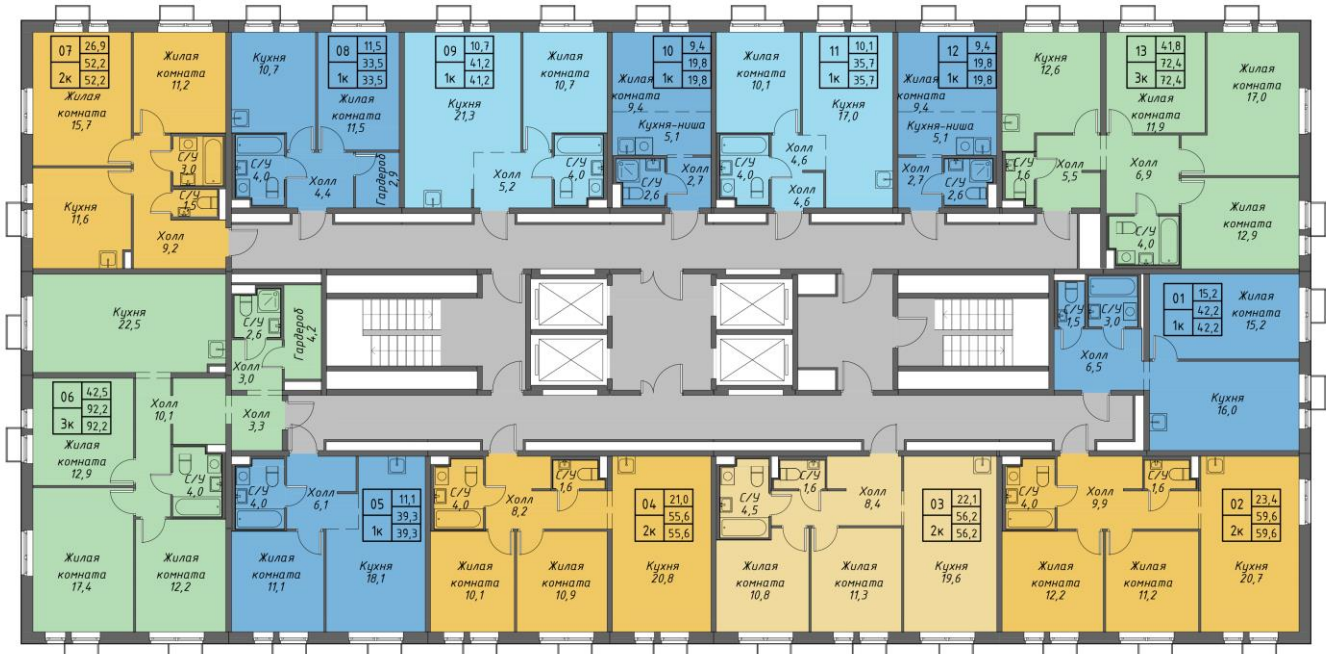 07 26,9
52,2
2к 52,2
Жилая
комната
15,7
Жилая
комната
11,2
С/У
3,0
С/У
1,5
Кухня
11,6
Холл
9,2
Кухня
10,7
08 11,5
33,5
1к 33,5
Жилая
комната
11,5
С/У
4,0
Холл
4,4
Гардероб
2,9
09 10,7
41,2
1к 41,2
Кухня
21,3
Жилая
комната
10,7
Холл
5,2
С/У
4,0
10 9,4
19,8
1к 19,8
Жилая
комната
9,4
Кухня-ниша
5,1
С/У
2,6
Холл
2,7
Жилая
комната
10,1
11 10,1
35,7
1к 35,7
Кухня
17,0
С/У
4,0
Холл
4,6
Холл
4,6
12 9,4
19,8
1к 19,8
Жилая
комната
9,4
Кухня-ниша
5,1
Холл
2,7
С/У
2,6
Кухня
12,6
С/У
1,6
Холл
5,5
13 41,8
72,4
3к 72,4
Жилая
комната
11,9
Жилая
комната
17,0
Холл
6,9
С/У
4,0
Жилая
комната
12,9
Кухня
22,5
С/У
2,6
Гардероб
4,2
Холл
3,0
Холл
3,3
06 42,5
92,2
3к 92,2
Жилая
комната
12,9
Холл
10,1
С/У
4,0
Жилая
комната
17,4
Жилая
комната
12,2
С/У
1,5
С/У
3,0
Холл
6,5
01 15,2
42,2
1к 42,2
Жилая
комната
15,2
Кухня
16,0
С/У
4,0
Холл
6,1
05 11,1
39,3
1к 39,3
Жилая
комната
11,1
Кухня
18,1
С/У
4,0
Холл
8,2
С/У
1,6
04 21,0
55,6
2к 55,6
Жилая
комната
10,1
Жилая
комната
10,9
Кухня
20,8
С/У
4,5
С/У
1,6
Холл
8,4
03 22,1
56,2
2к 56,2
Жилая
комната
10,8
Жилая
комната
11,3
Кухня
19,6
С/У
4,0
Холл
9,9
С/У
1,6
02 23,4
59,6
2к 59,6
Жилая
комната
12,2
Жилая
комната
11,2
Кухня
20,7